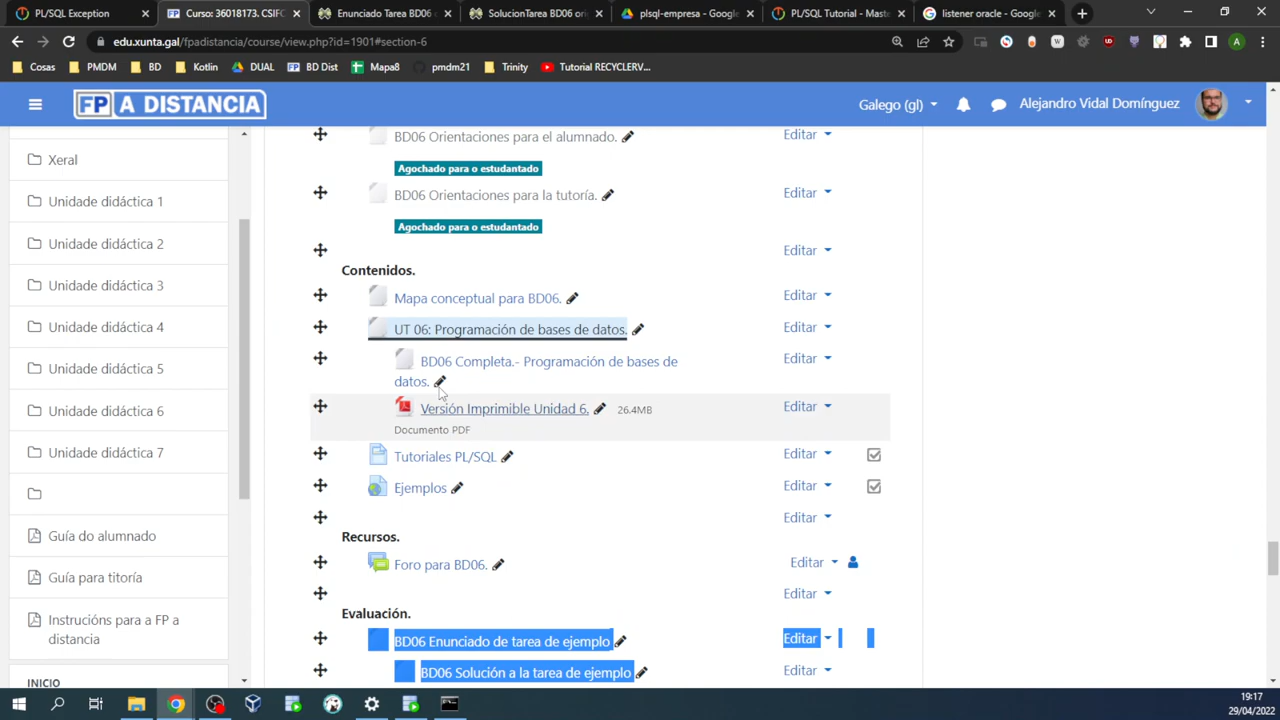 PL/SQL Exception
Curso: 36018173. CSIFC
Enunciado Tarea BD06 o
SolucionTarea BD06 ori
plsql-empresa - Google
PL/SQL Tutorial - Maste
listener oracle - Google
edu.xunta.gal/fpadistancia/course/view.php?id=1901#section-6
Cosas
PMDM
BD
Kotlin
DUAL
FP BD Dist
Mapa8
pmdm21
Trinity
Tutorial RECYCLERV...
FP A DISTANCIA
Galego (gl)
Alejandro Vidal Domínguez
Xeral
Unidade didáctica 1
Unidade didáctica 2
Unidade didáctica 3
Unidade didáctica 4
Unidade didáctica 5
Unidade didáctica 6
Unidade didáctica 7
Guía do alumnado
Guía para titoría
Instrucións para a FP a
distancia
INICIO
BD06 Orientaciones para el alumnado. Editar
Agochado para o estudantado
BD06 Orientaciones para la tutoría. Editar
Agochado para o estudantado
Editar
Contenidos.
Mapa conceptual para BD06. Editar
UT 06: Programación de bases de datos. Editar
BD06 Completa.- Programación de bases de Editar
datos.
Versión Imprimible Unidad 6. 26.4MB Editar
Documento PDF
Tutoriales PL/SQL Editar
Ejemplos Editar
Editar
Recursos.
Foro para BD06. Editar
Editar
Evaluación.
BD06 Enunciado de tarea de ejemplo Editar
BD06 Solución a la tarea de ejemplo Editar
19:17
29/04/2022